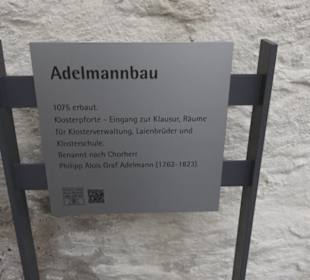 Adelmannbau
1075 erbaut.
Klosterpforte - Eingang zur Klausur, Räume
für Klosterverwaltung, Laienbrüder und
Klosterschule.
Benannt nach Chorherr
Philipp Alois Graf Adelmann (1762-1823)